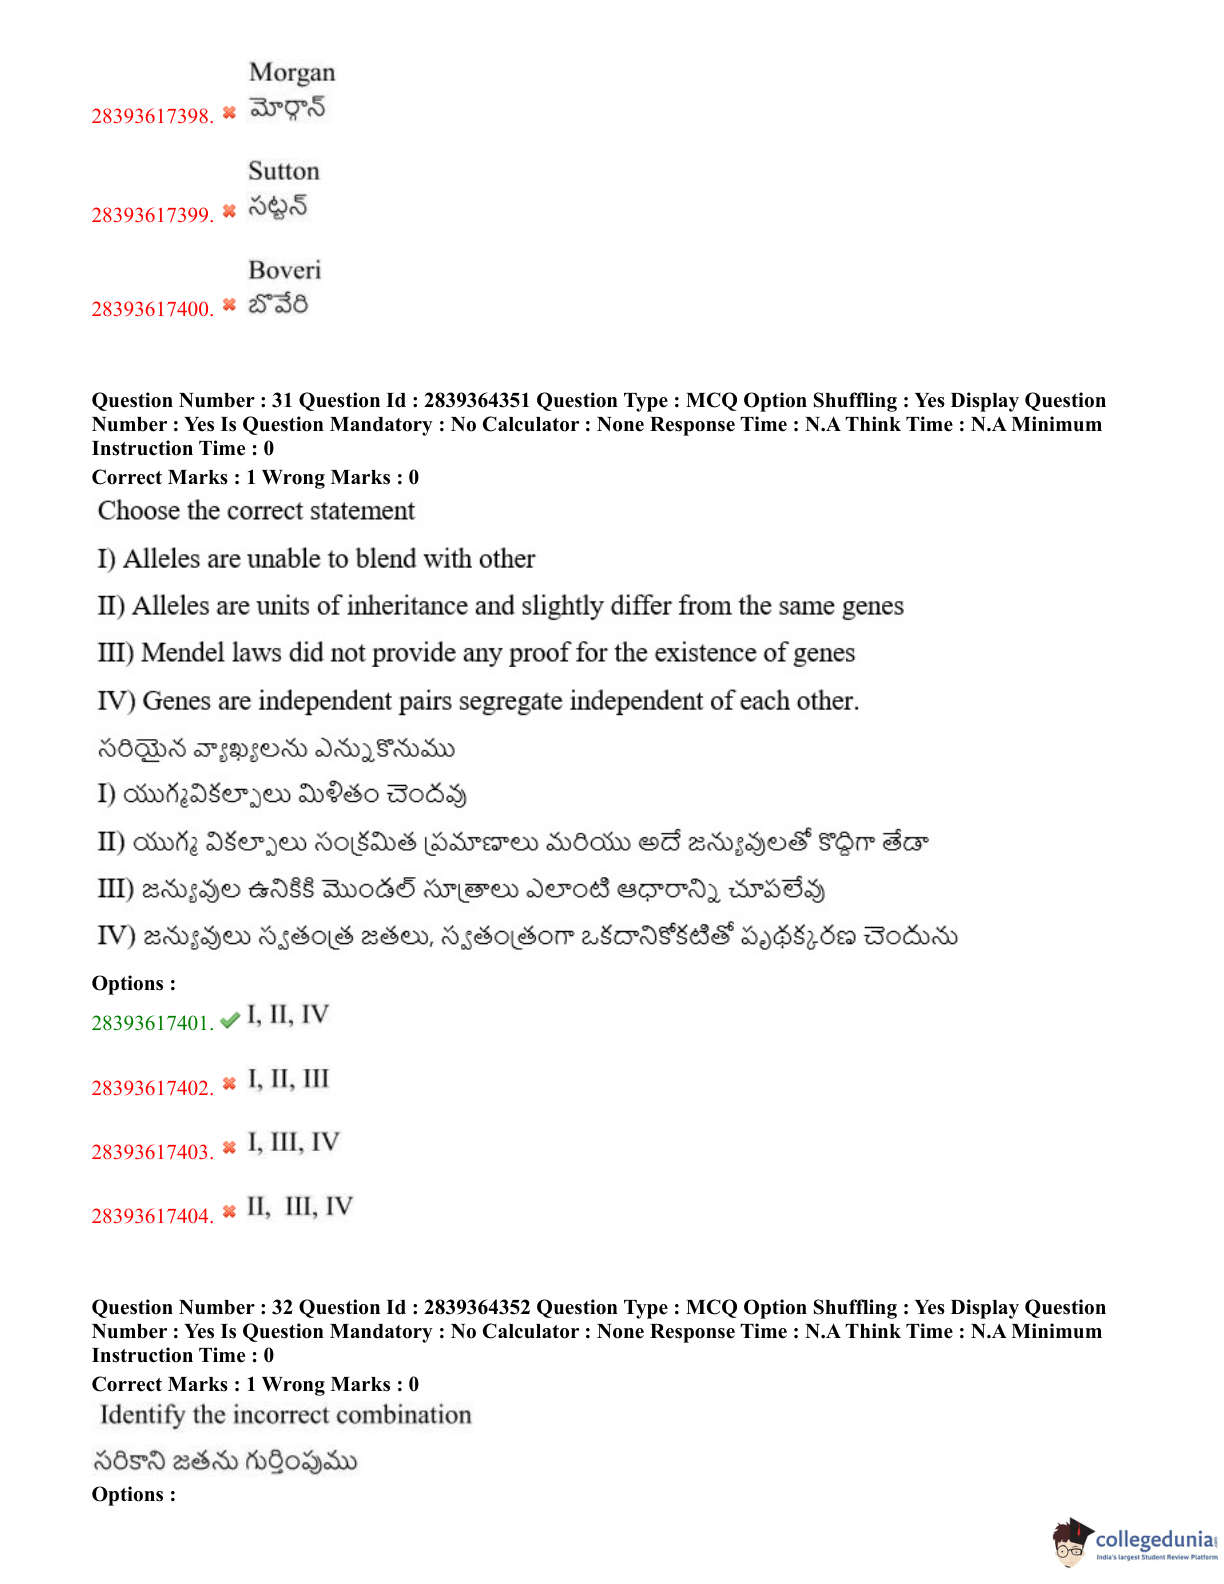 Morgan
28393617398. మోర్గాన్
Sutton
28393617399. సట్టన్
Boveri
28393617400. బొవేరి
Question Number : 31 Question Id : 2839364351 Question Type : MCQ Option Shuffling : Yes Display Question
Number : Yes Is Question Mandatory : No Calculator : None Response Time : N.A Think Time : N.A Minimum
Instruction Time : 0
Correct Marks : 1 Wrong Marks : 0
Choose the correct statement
I) Alleles are unable to blend with other
II) Alleles are units of inheritance and slightly differ from the same genes
III) Mendel laws did not provide any proof for the existence of genes
IV) Genes are independent pairs segregate independent of each other.
సరియైన వ్యాఖ్యలను ఎన్నుకొనుము
I) యుగ్మవికల్పాలు మిళితం చెందవు
II) యుగ్మ వికల్పాలు సంక్రమిత ప్రమాణాలు మరియు అదే జన్యువులతో కొద్దిగా తేడా
III) జన్యువుల ఉనికికి మెండల్ సూత్రాలు ఎలాంటి ఆధారాన్ని చూపలేవు
IV) జన్యువులు స్వతంత్ర జతలు, స్వతంత్రంగా ఒకదానికోకటితో పృథక్కరణ చెందును
Options :
28393617401. I, II, IV
28393617402. I, II, III
28393617403. I, III, IV
28393617404. II, III, IV
Question Number : 32 Question Id : 2839364352 Question Type : MCQ Option Shuffling : Yes Display Question
Number : Yes Is Question Mandatory : No Calculator : None Response Time : N.A Think Time : N.A Minimum
Instruction Time : 0
Correct Marks : 1 Wrong Marks : 0
Identify the incorrect combination
సరికాని జతను గుర్తింపుము
Options :
collegedunia
India's largest Student Review Platform